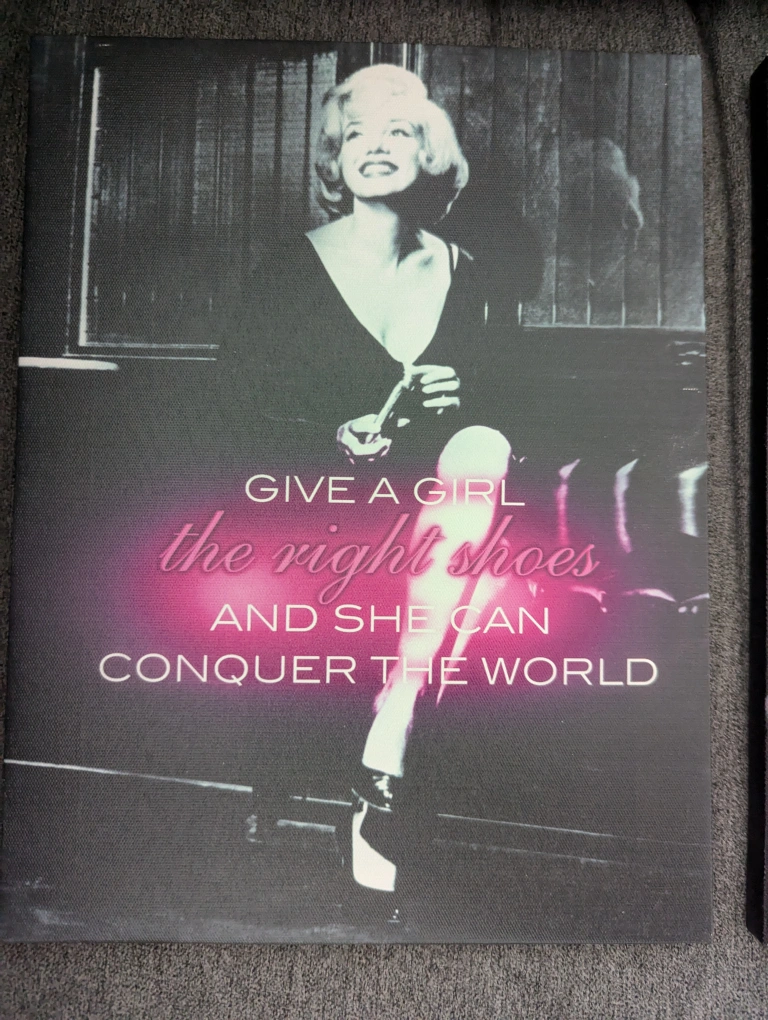 GIVE A GIRL
the right shoes
AND SHE CAN
CONQUER THE WORLD